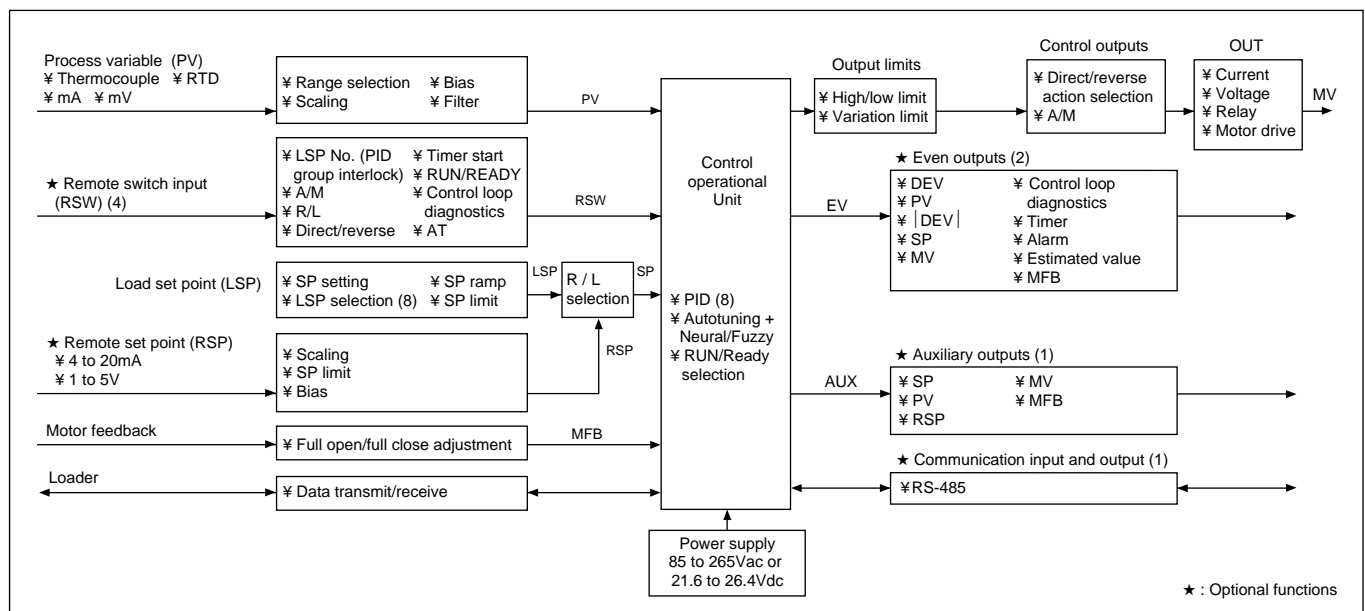 Process variable (PV)
¥ Thermocouple ¥ RTD
¥ mA ¥ mV
¥ Range selection ¥ Bias
¥ Scaling ¥ Filter
PV
★ Remote switch input
(RSW) (4)
¥ LSP No. (PID
group interlock)
¥ A/M
¥ R/L
¥ Direct/reverse
¥ Timer start
¥ RUN/READY
¥ Control loop
diagnostics
¥ AT
RSW
Load set point (LSP)
¥ SP setting ¥ SP ramp
¥ LSP selection (8) ¥ SP limit
LSP
R / L
selection
SP
★ Remote set point (RSP)
¥ 4 to 20mA
¥ 1 to 5V
¥ Scaling
¥ SP limit
¥ Bias
RSP
Motor feedback
¥ Full open/full close adjustment
MFB
Loader
¥ Data transmit/receive
Control
operational
Unit
¥ PID (8)
¥ Autotuning +
Neural/Fuzzy
¥ RUN/Ready
selection
Power supply
85 to 265Vac or
21.6 to 26.4Vdc
Output limits
¥ High/low limit
¥ Variation limit
Control outputs
¥ Direct/reverse
action selection
¥ A/M
OUT
¥ Current
¥ Voltage
¥ Relay
¥ Motor drive
MV
EV
★ Even outputs (2)
¥ DEV
¥ PV
¥ |DEV|
¥ SP
¥ MV
¥ Control loop
diagnostics
¥ Timer
¥ Alarm
¥ Estimated value
¥ MFB
AUX
★ Auxiliary outputs (1)
¥ SP ¥ MV
¥ PV ¥ MFB
¥ RSP
★ Communication input and output (1)
¥RS-485
★ : Optional functions